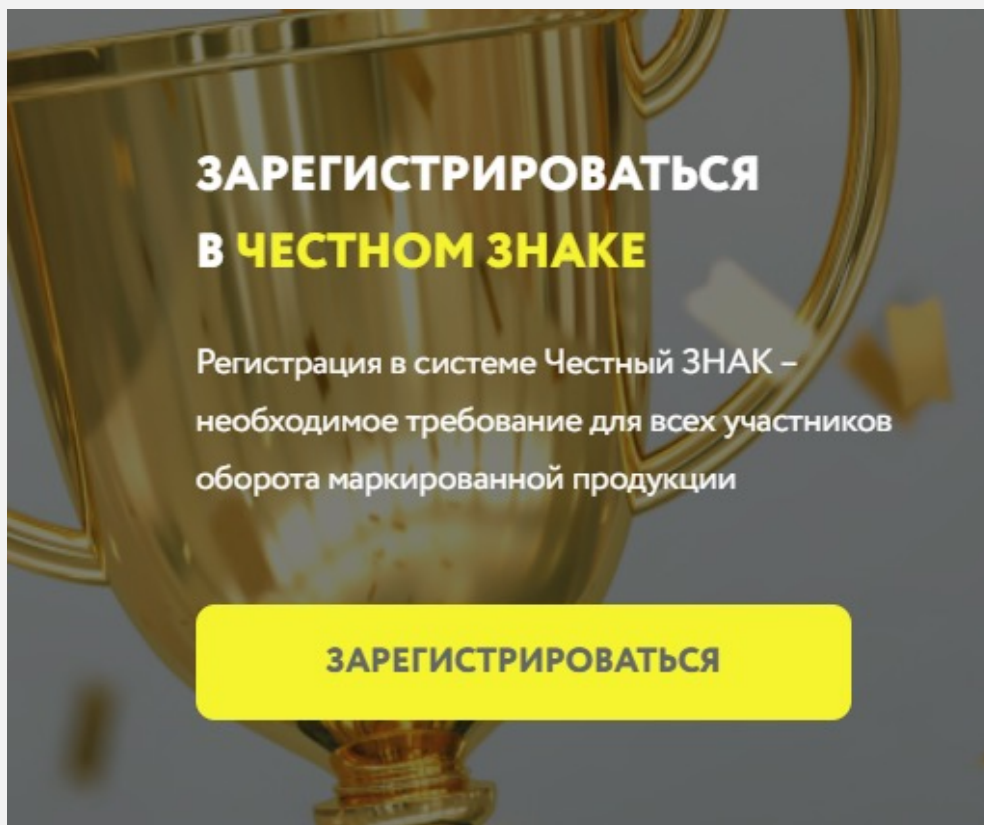 ЗАРЕГИСТРИРОВАТЬСЯ
В ЧЕСТНОМ ЗНАКЕ
Регистрация в системе Честный ЗНАК –
необходимое требование для всех участников
оборота маркированной продукции
ЗАРЕГИСТРИРОВАТЬСЯ